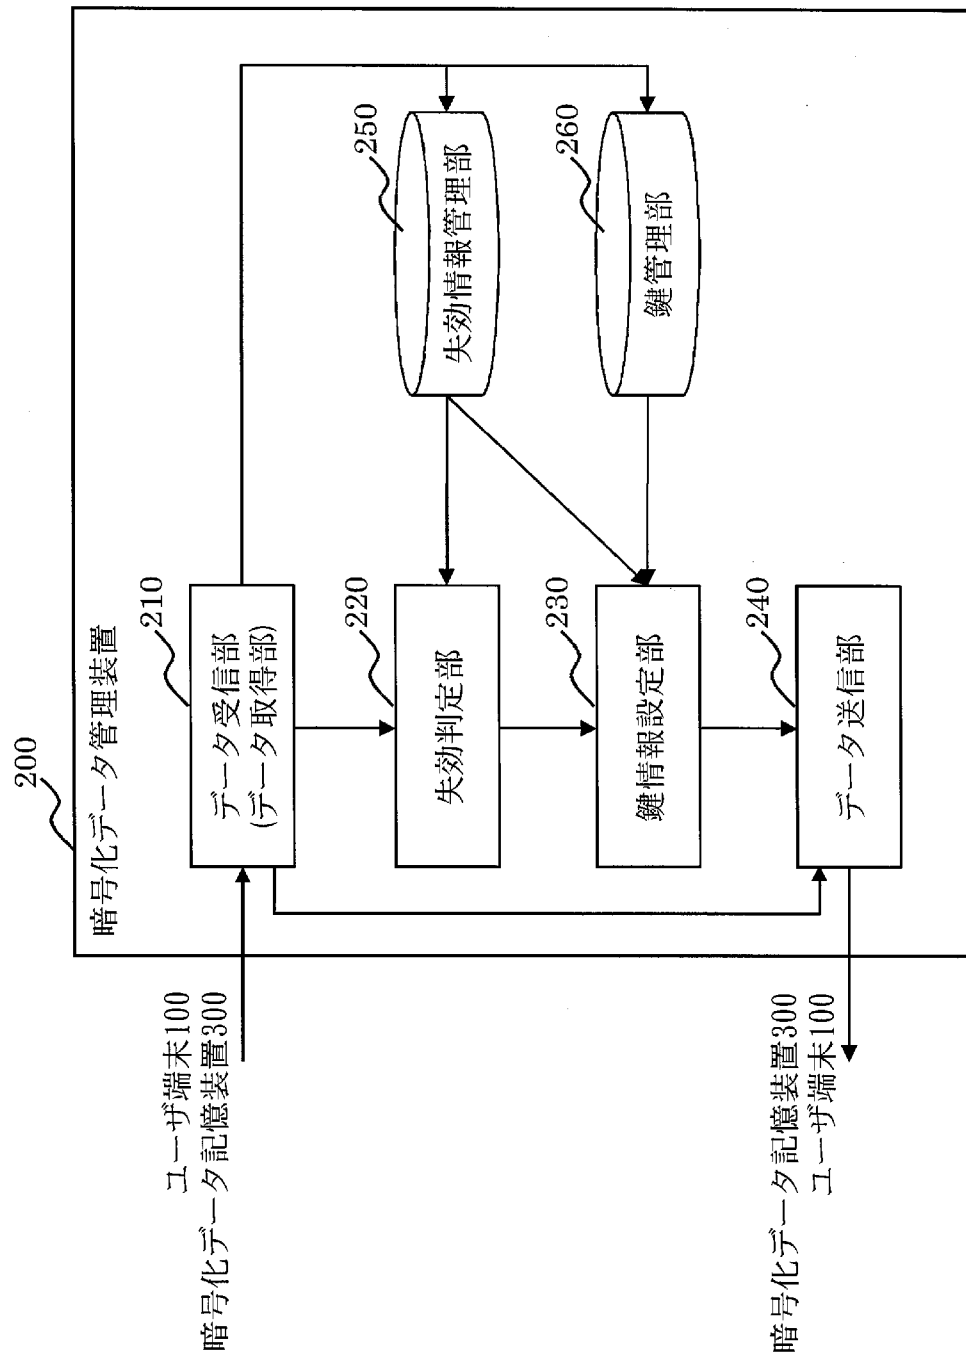 200
暗号化データ管理装置
ユーザ端末100
暗号化データ記憶装置300
210
データ受信部
(データ取得部)
220
失効判定部
230
鍵情報設定部
240
データ送信部
250
失効情報管理部
260
鍵管理部
暗号化データ記憶装置300
ユーザ端末100